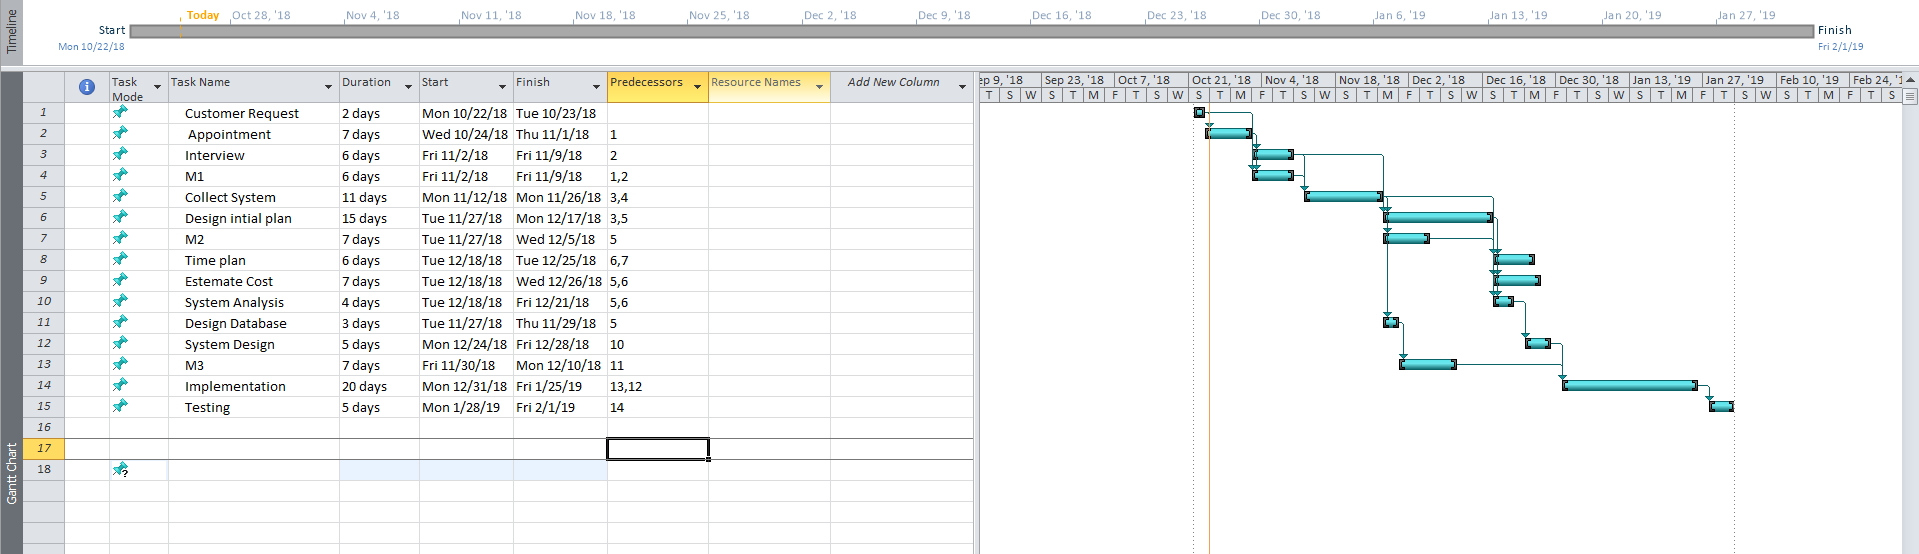 Timeline
Today
Oct 28, '18 Nov 4, '18 Nov 11, '18 Nov 18, '18 Nov 25, '18 Dec 2, '18 Dec 9, '18 Dec 16, '18 Dec 23, '18 Dec 30, '18 Jan 6, '19 Jan 13, '19 Jan 20, '19 Jan 27, '19
Start
Mon 10/22/18
Finish
Fri 2/1/19
Task Mode Task Name Duration Start Finish Predecessors Resource Names Add New Column
ep 9, '18 Sep 23, '18 Oct 7, '18 Oct 21, '18 Nov 4, '18 Nov 18, '18 Dec 2, '18 Dec 16, '18 Dec 30, '18 Jan 13, '19 Jan 27, '19 Feb 10, '19 Feb 24, '1
T S W S T M F T S W S T M F T S W S T M F T S W S T M F T S W S T M F T S W S T M F T S
1 Customer Request 2 days Mon 10/22/18 Tue 10/23/18
2 Appointment 7 days Wed 10/24/18 Thu 11/1/18 1
3 Interview 6 days Fri 11/2/18 Fri 11/9/18 2
4 M1 6 days Fri 11/2/18 Fri 11/9/18 1,2
5 Collect System 11 days Mon 11/12/18 Mon 11/26/18 3,4
6 Design intial plan 15 days Tue 11/27/18 Mon 12/17/18 3,5
7 M2 7 days Tue 11/27/18 Wed 12/5/18 5
8 Time plan 6 days Tue 12/18/18 Tue 12/25/18 6,7
9 Estemate Cost 7 days Tue 12/18/18 Wed 12/26/18 5,6
10 System Analysis 4 days Tue 12/18/18 Fri 12/21/18 5,6
11 Design Database 3 days Tue 11/27/18 Thu 11/29/18 5
12 System Design 5 days Mon 12/24/18 Fri 12/28/18 10
13 M3 7 days Fri 11/30/18 Mon 12/10/18 11
14 Implementation 20 days Mon 12/31/18 Fri 1/25/19 13,12
15 Testing 5 days Mon 1/28/19 Fri 2/1/19 14
16
17
18
Gantt Chart